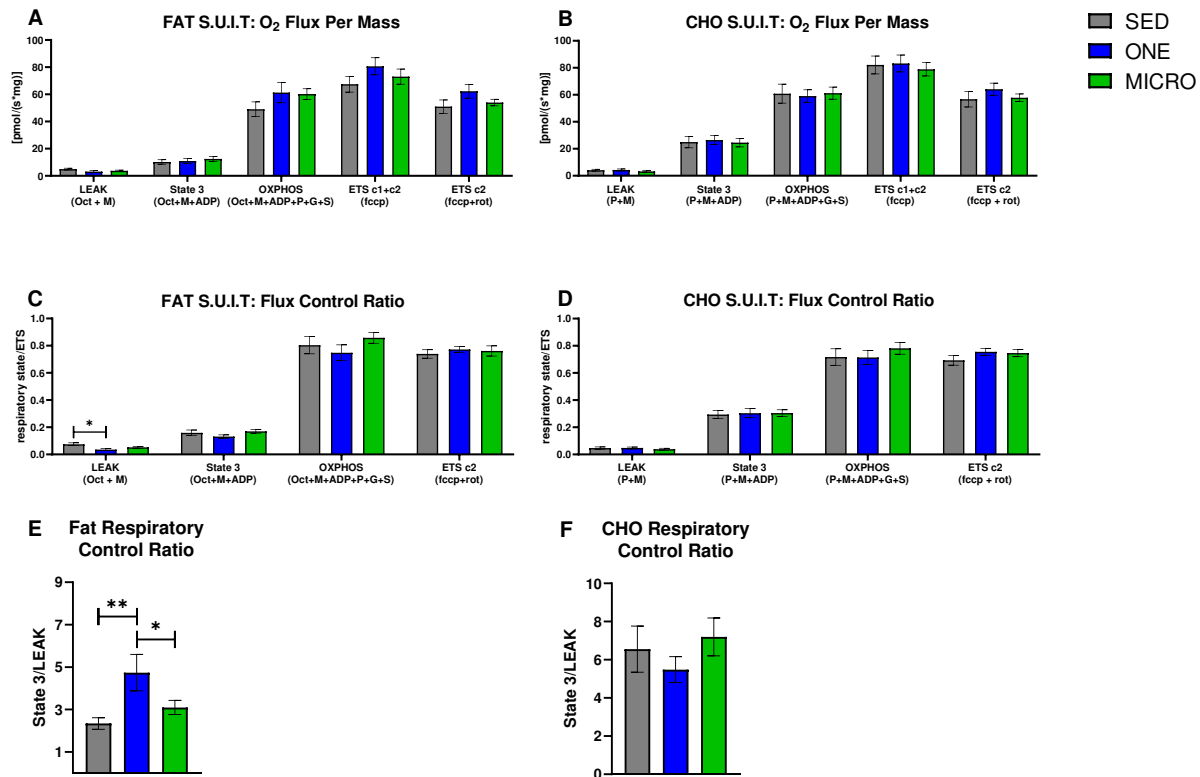 A FAT S.U.I.T: O2 Flux Per Mass
[pmol/(s*mg)]
100
80
60
40
20
0
LEAK
(Oct + M)
State 3
(Oct+M+ADP)
OXPHOS
(Oct+M+ADP+P+G+S)
ETS c1+c2
(fccp)
ETS c2
(fccp+rot)
B CHO S.U.I.T: O2 Flux Per Mass
[pmol/(s*mg)]
100
80
60
40
20
0
LEAK
(P+M)
State 3
(P+M+ADP)
OXPHOS
(P+M+ADP+G+S)
ETS c1+c2
(fccp)
ETS c2
(fccp + rot)
SED
ONE
MICRO
C FAT S.U.I.T: Flux Control Ratio
respiratory state/ETS
1.0
0.8
0.6
0.4
0.2
0.0
*
LEAK
(Oct + M)
State 3
(Oct+M+ADP)
OXPHOS
(Oct+M+ADP+P+G+S)
ETS c2
(fccp+rot)
D CHO S.U.I.T: Flux Control Ratio
respiratory state/ETS
1.0
0.8
0.6
0.4
0.2
0.0
LEAK
(P+M)
State 3
(P+M+ADP)
OXPHOS
(P+M+ADP+G+S)
ETS c2
(fccp + rot)
E Fat Respiratory
Control Ratio
State 3/LEAK
9
7
5
3
1
**
*
F CHO Respiratory
Control Ratio
State 3/LEAK
10
8
6
4
2
0